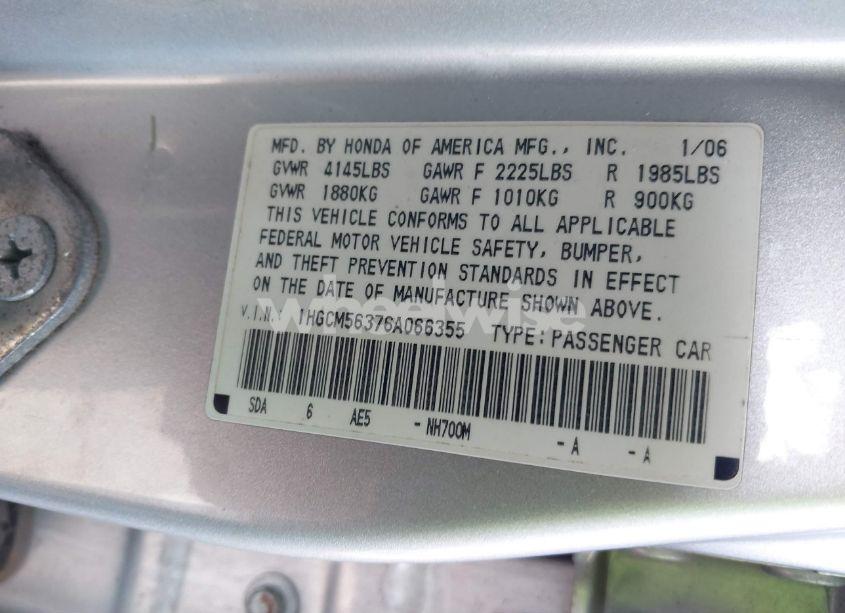 MFD. BY HONDA OF AMERICA MFG., INC. 1/06
GVWR 4145LBS GAWR F 2225LBS R 1985LBS
GVWR 1880KG GAWR F 1010KG R 900KG
THIS VEHICLE CONFORMS TO ALL APPLICABLE
FEDERAL MOTOR VEHICLE SAFETY, BUMPER,
AND THEFT PREVENTION STANDARDS IN EFFECT
ON THE DATE OF MANUFACTURE SHOWN ABOVE.
V.I.N.: 1HGCM56376A066355 TYPE: PASSENGER CAR
SDA 6 AE5 - NH700M - A - A
wheelwise